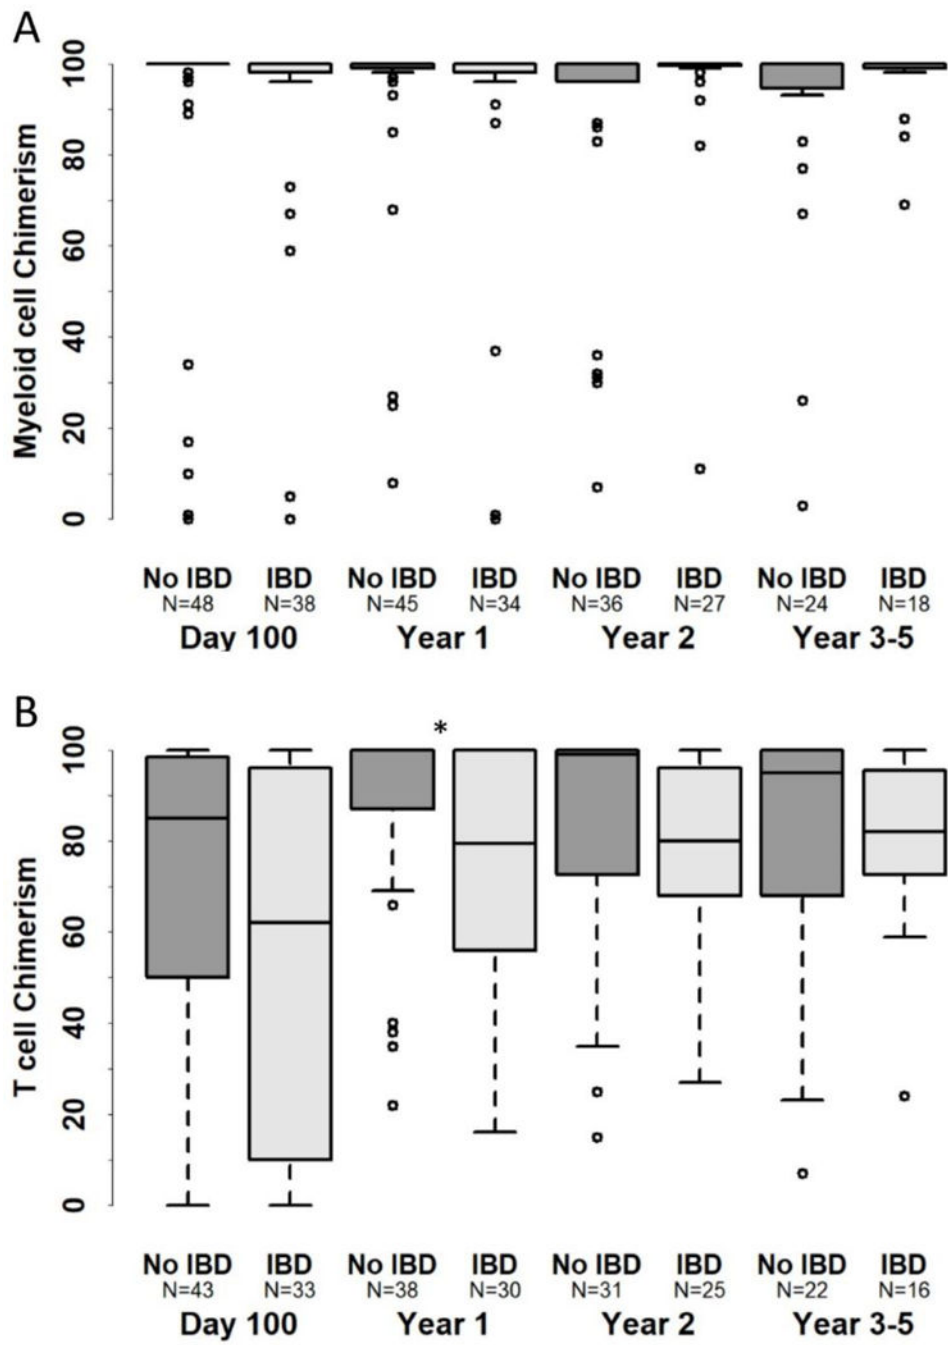 A
Myeloid cell Chimerism
100
80
60
40
20
0
No IBD IBD No IBD IBD No IBD IBD No IBD IBD
N=48 N=38 N=45 N=34 N=36 N=27 N=24 N=18
Day 100 Year 1 Year 2 Year 3-5
B
*
T cell Chimerism
100
80
60
40
20
0
No IBD IBD No IBD IBD No IBD IBD No IBD IBD
N=43 N=33 N=38 N=30 N=31 N=25 N=22 N=16
Day 100 Year 1 Year 2 Year 3-5